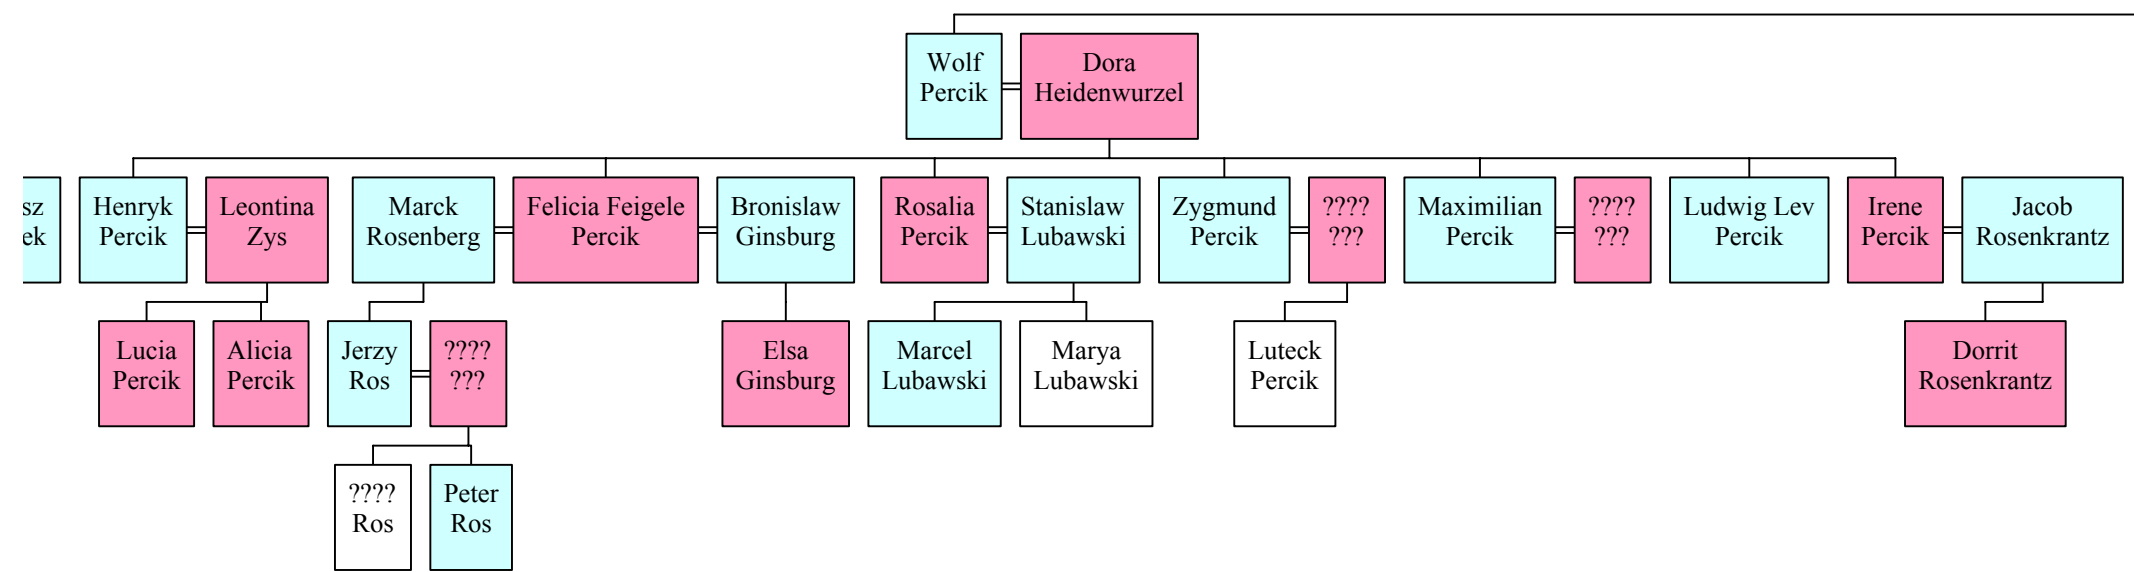 Wolf
Percik
Dora
Heidenwurzel
sz
ek
Henryk
Percik
Leontina
Zys
Marck
Rosenberg
Felicia Feigele
Percik
Bronislaw
Ginsburg
Rosalia
Percik
Stanislaw
Lubawski
Zygmund
Percik
????
???
Maximilian
Percik
????
???
Ludwig Lev
Percik
Irene
Percik
Jacob
Rosenkrantz
Lucia
Percik
Alicia
Percik
Jerzy
Ros
????
???
Elsa
Ginsburg
Marcel
Lubawski
Marya
Lubawski
Luteck
Percik
Dorrit
Rosenkrantz
????
Ros
Peter
Ros